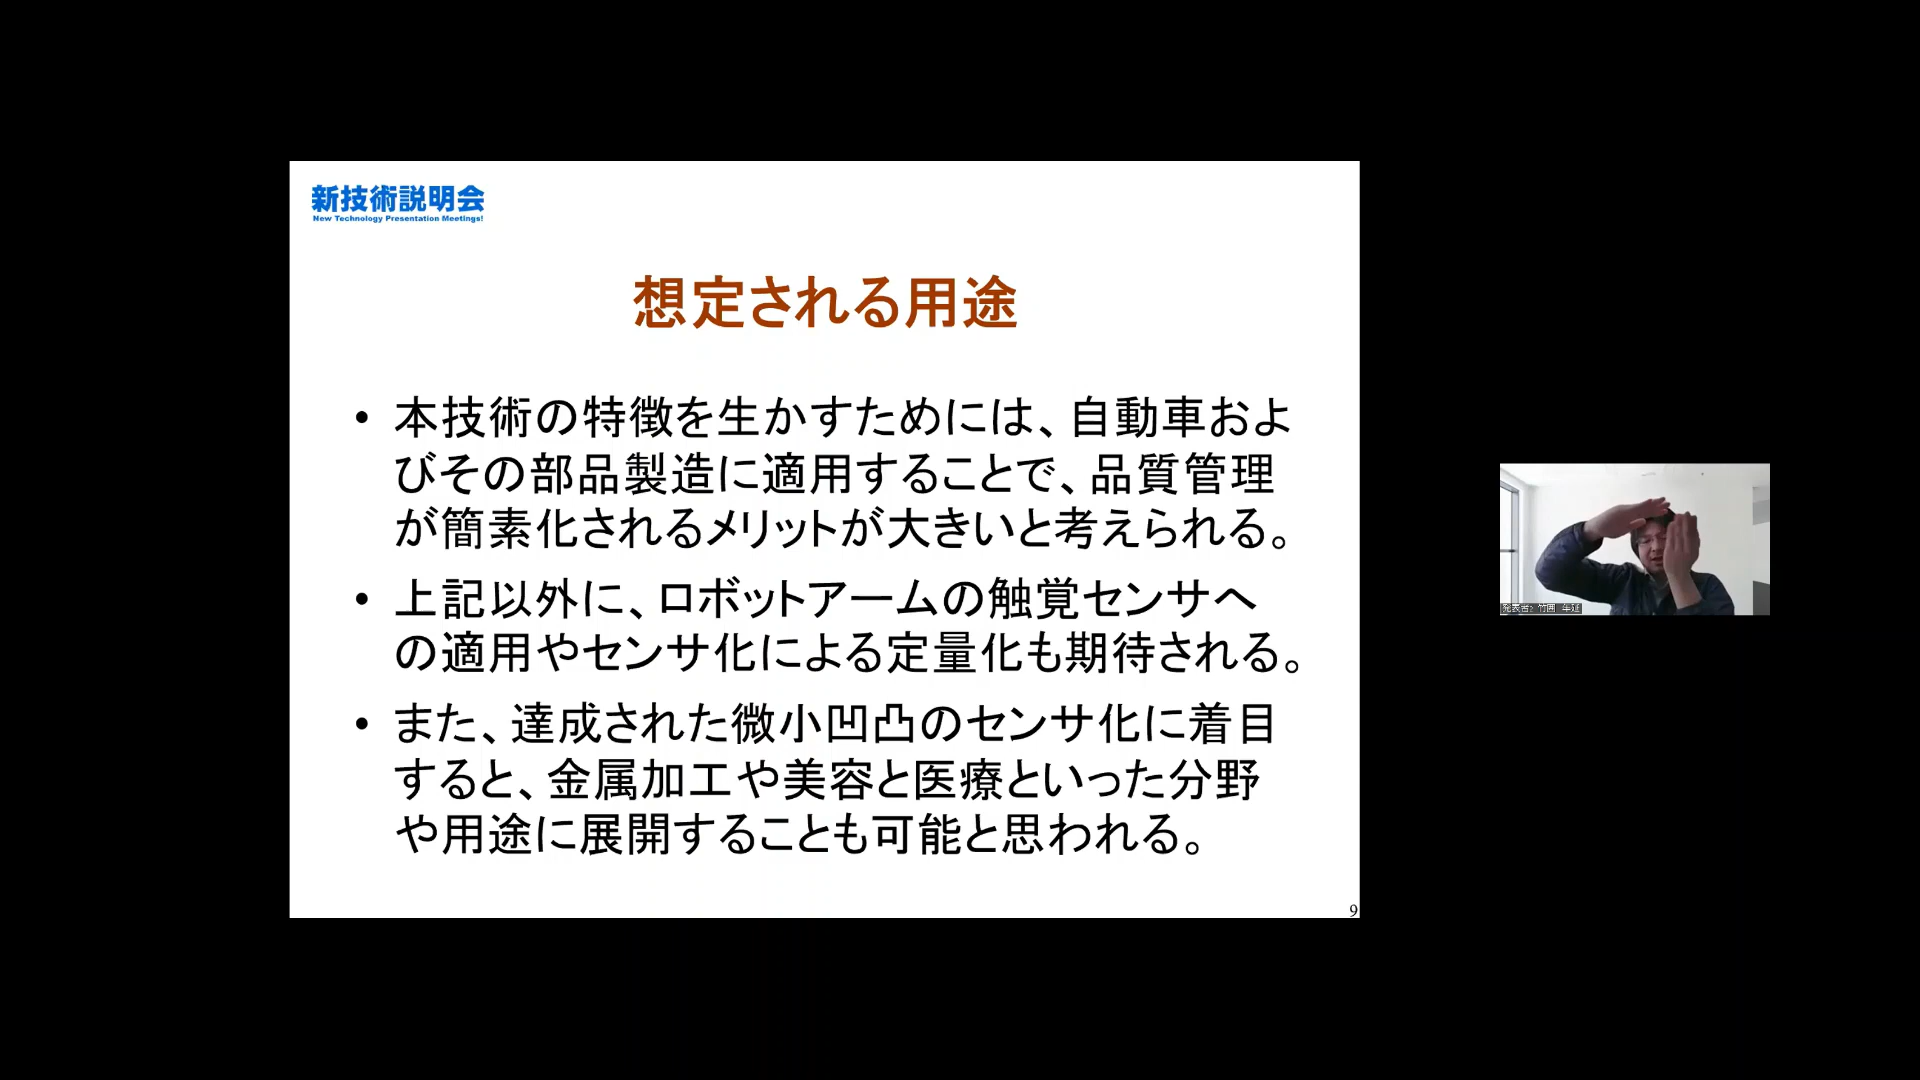 新技術説明会
New Technology Presentation Meetings!
想定される用途
• 本技術の特徴を生かすためには、自動車およ
びその部品製造に適用することで、品質管理
が簡素化されるメリットが大きいと考えられる。
• 上記以外に、ロボットアームの触覚センサへ
の適用やセンサ化による定量化も期待される。
• また、達成された微小凹凸のセンサ化に着目
すると、金属加工や美容と医療といった分野
や用途に展開することも可能と思われる。
9
発表者: